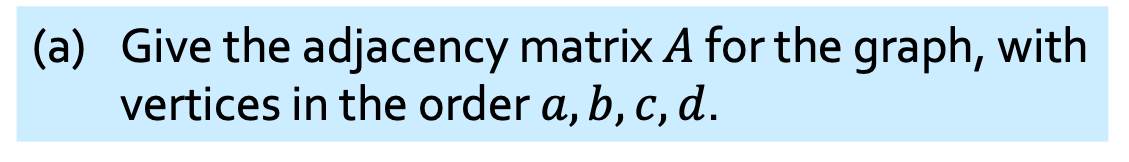 (a) Give the adjacency matrix A for the graph, with
vertices in the order a, b, c, d.